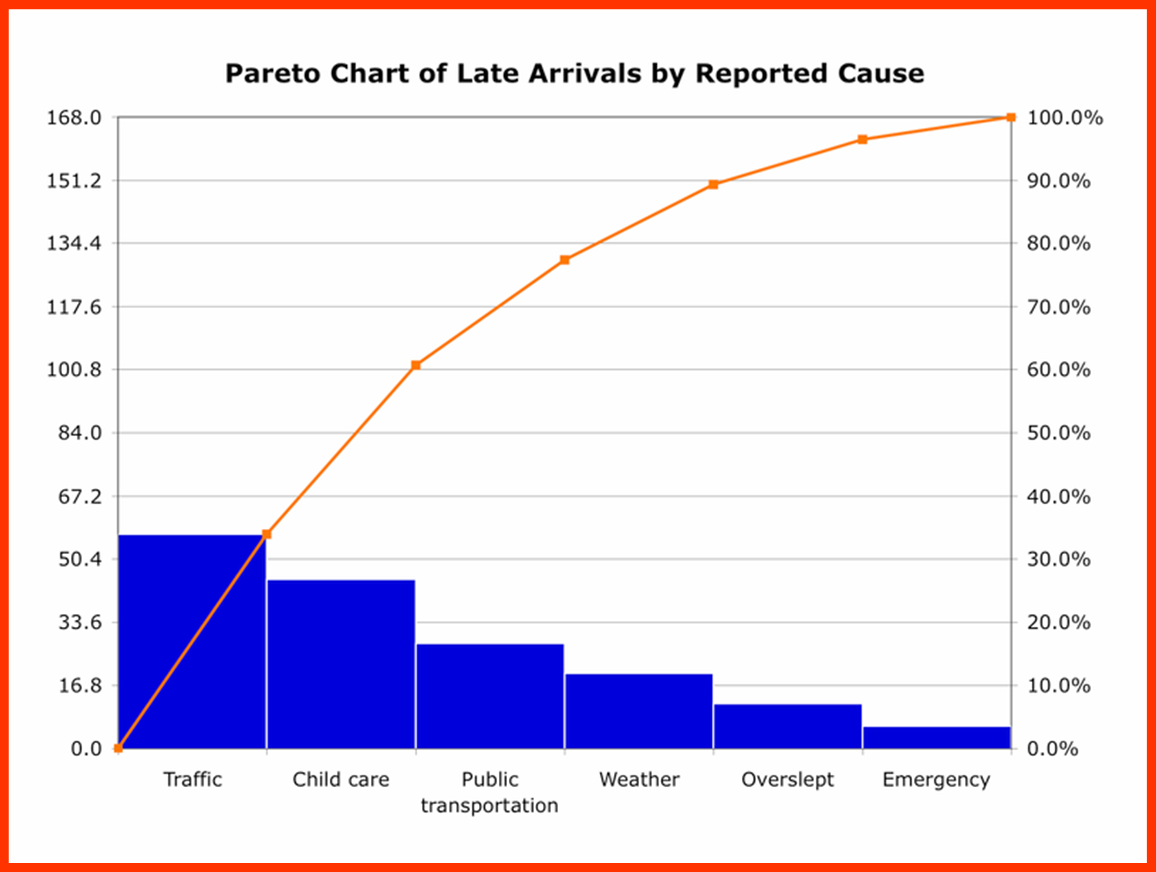 Pareto Chart of Late Arrivals by Reported Cause
168.0
151.2
134.4
117.6
100.8
84.0
67.2
50.4
33.6
16.8
0.0
100.0%
90.0%
80.0%
70.0%
60.0%
50.0%
40.0%
30.0%
20.0%
10.0%
0.0%
Traffic
Child care
Public
transportation
Weather
Overslept
Emergency